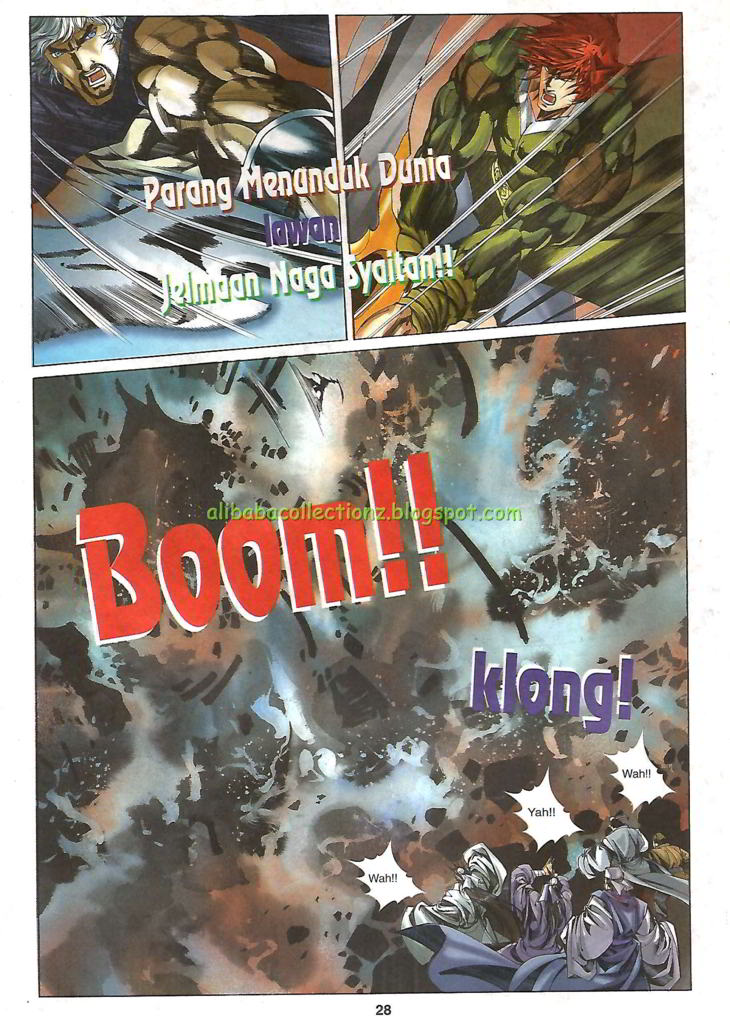 Parang Menanduk Dunia
lawan
Jelmaan Naga Syaitan!!
alibabacollectionz.blogspot.com
Boom!!
klong!
Wah!!
Yah!!
Wah!!
28